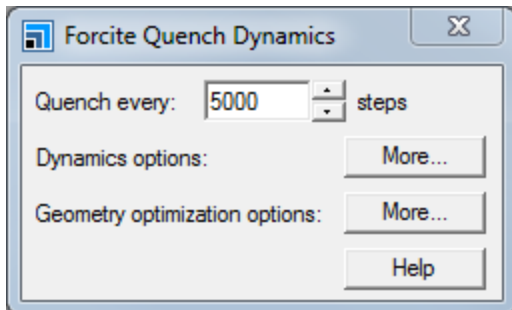 Forcite Quench Dynamics
Quench every: 5000 steps
Dynamics options: More...
Geometry optimization options: More...
Help